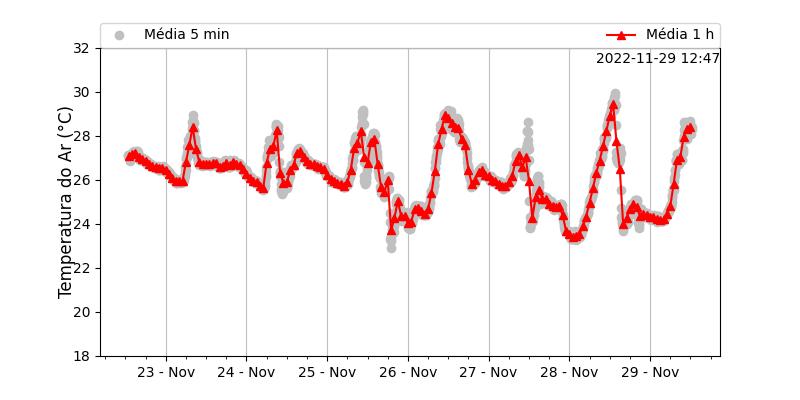 Média 5 min
Média 1 h
2022-11-29 12:47
Temperatura do Ar (°C)
32
30
28
26
24
22
20
18
23 - Nov
24 - Nov
25 - Nov
26 - Nov
27 - Nov
28 - Nov
29 - Nov